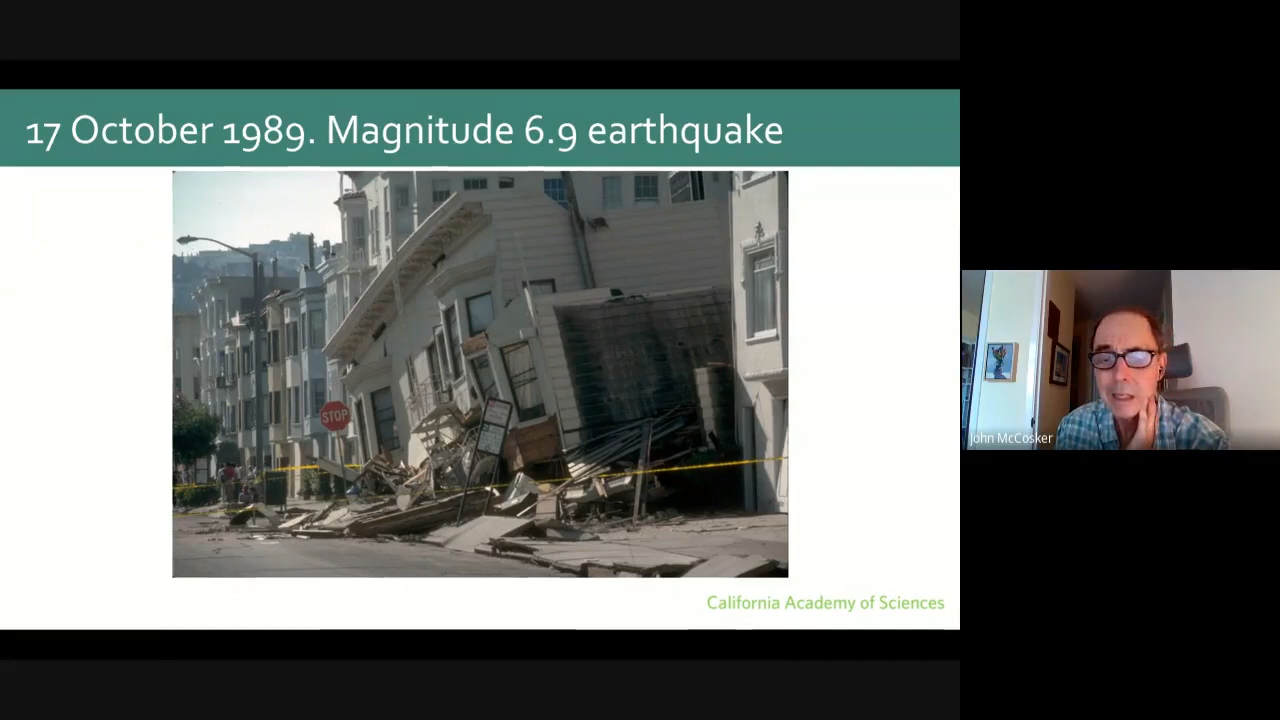 17 October 1989. Magnitude 6.9 earthquake
STOP
California Academy of Sciences
John McCosker